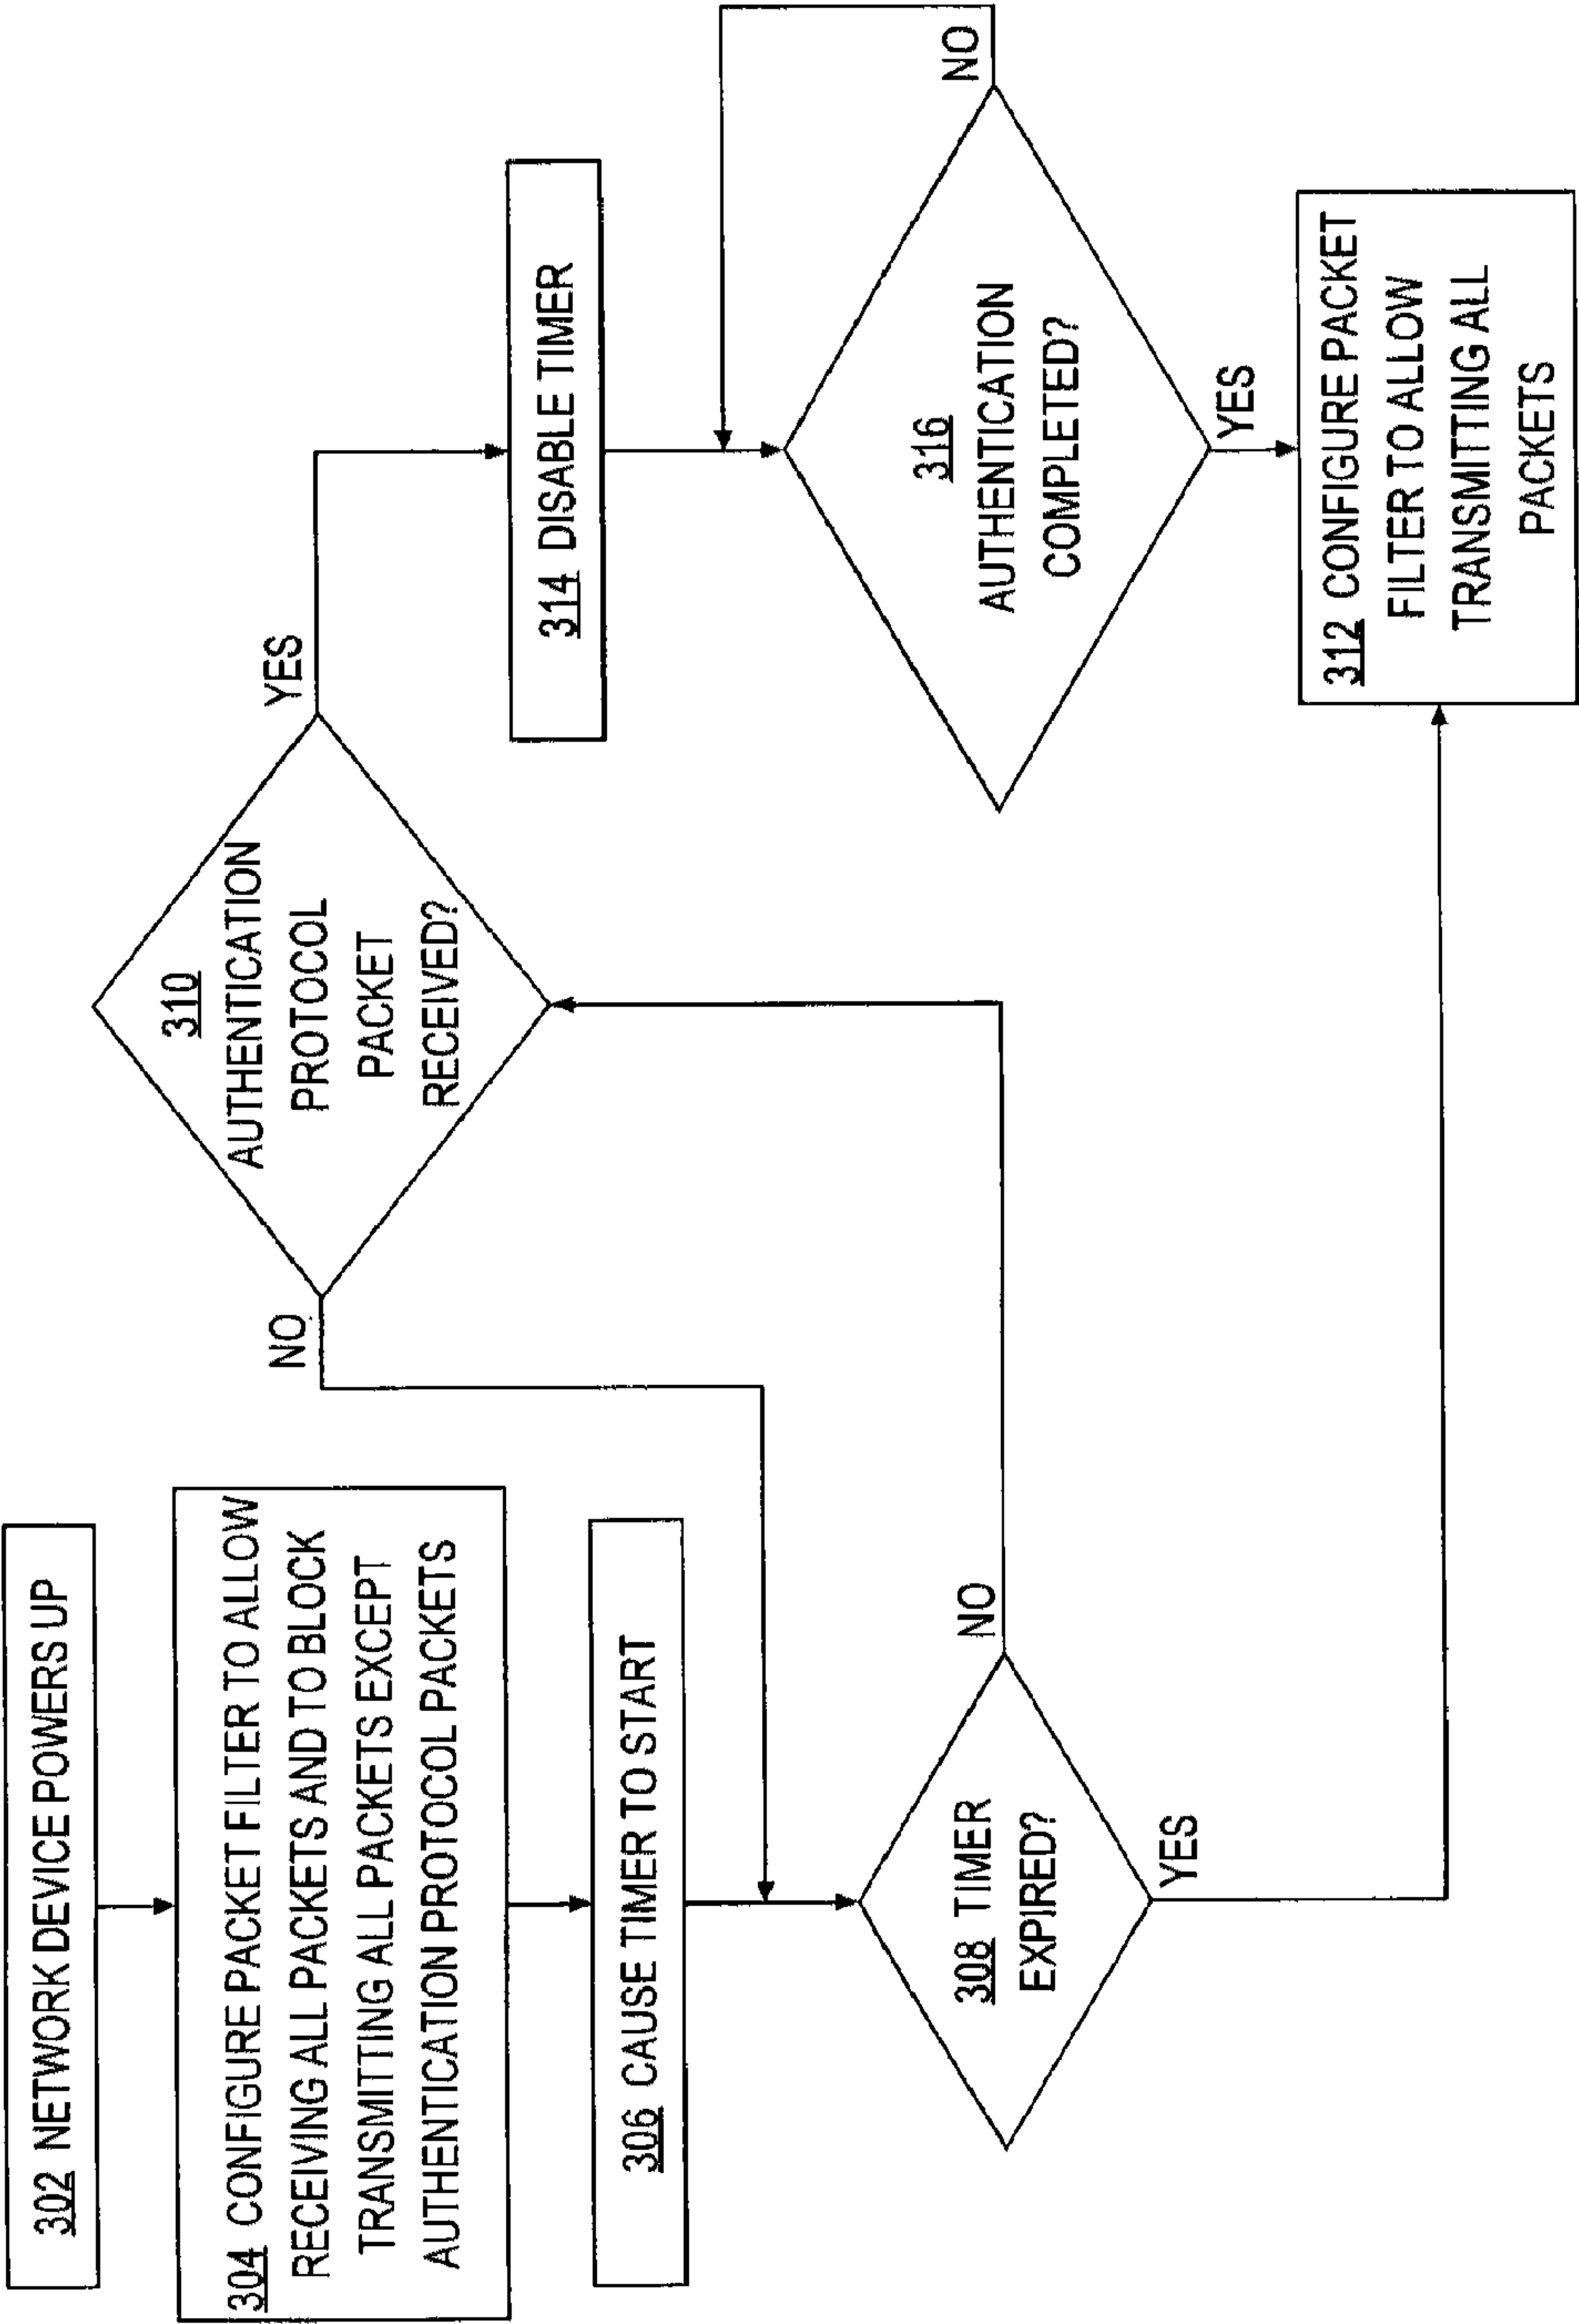 302 NETWORK DEVICE POWERS UP
304 CONFIGURE PACKET FILTER TO ALLOW
RECEIVING ALL PACKETS AND TO BLOCK
TRANSMITTING ALL PACKETS EXCEPT
AUTHENTICATION PROTOCOL PACKETS
306 CAUSE TIMER TO START
308 TIMER
EXPIRED?
NO
YES
310
AUTHENTICATION
PROTOCOL
PACKET
RECEIVED?
NO
YES
314 DISABLE TIMER
316
AUTHENTICATION
COMPLETED?
NO
YES
312 CONFIGURE PACKET
FILTER TO ALLOW
TRANSMITTING ALL
PACKETS